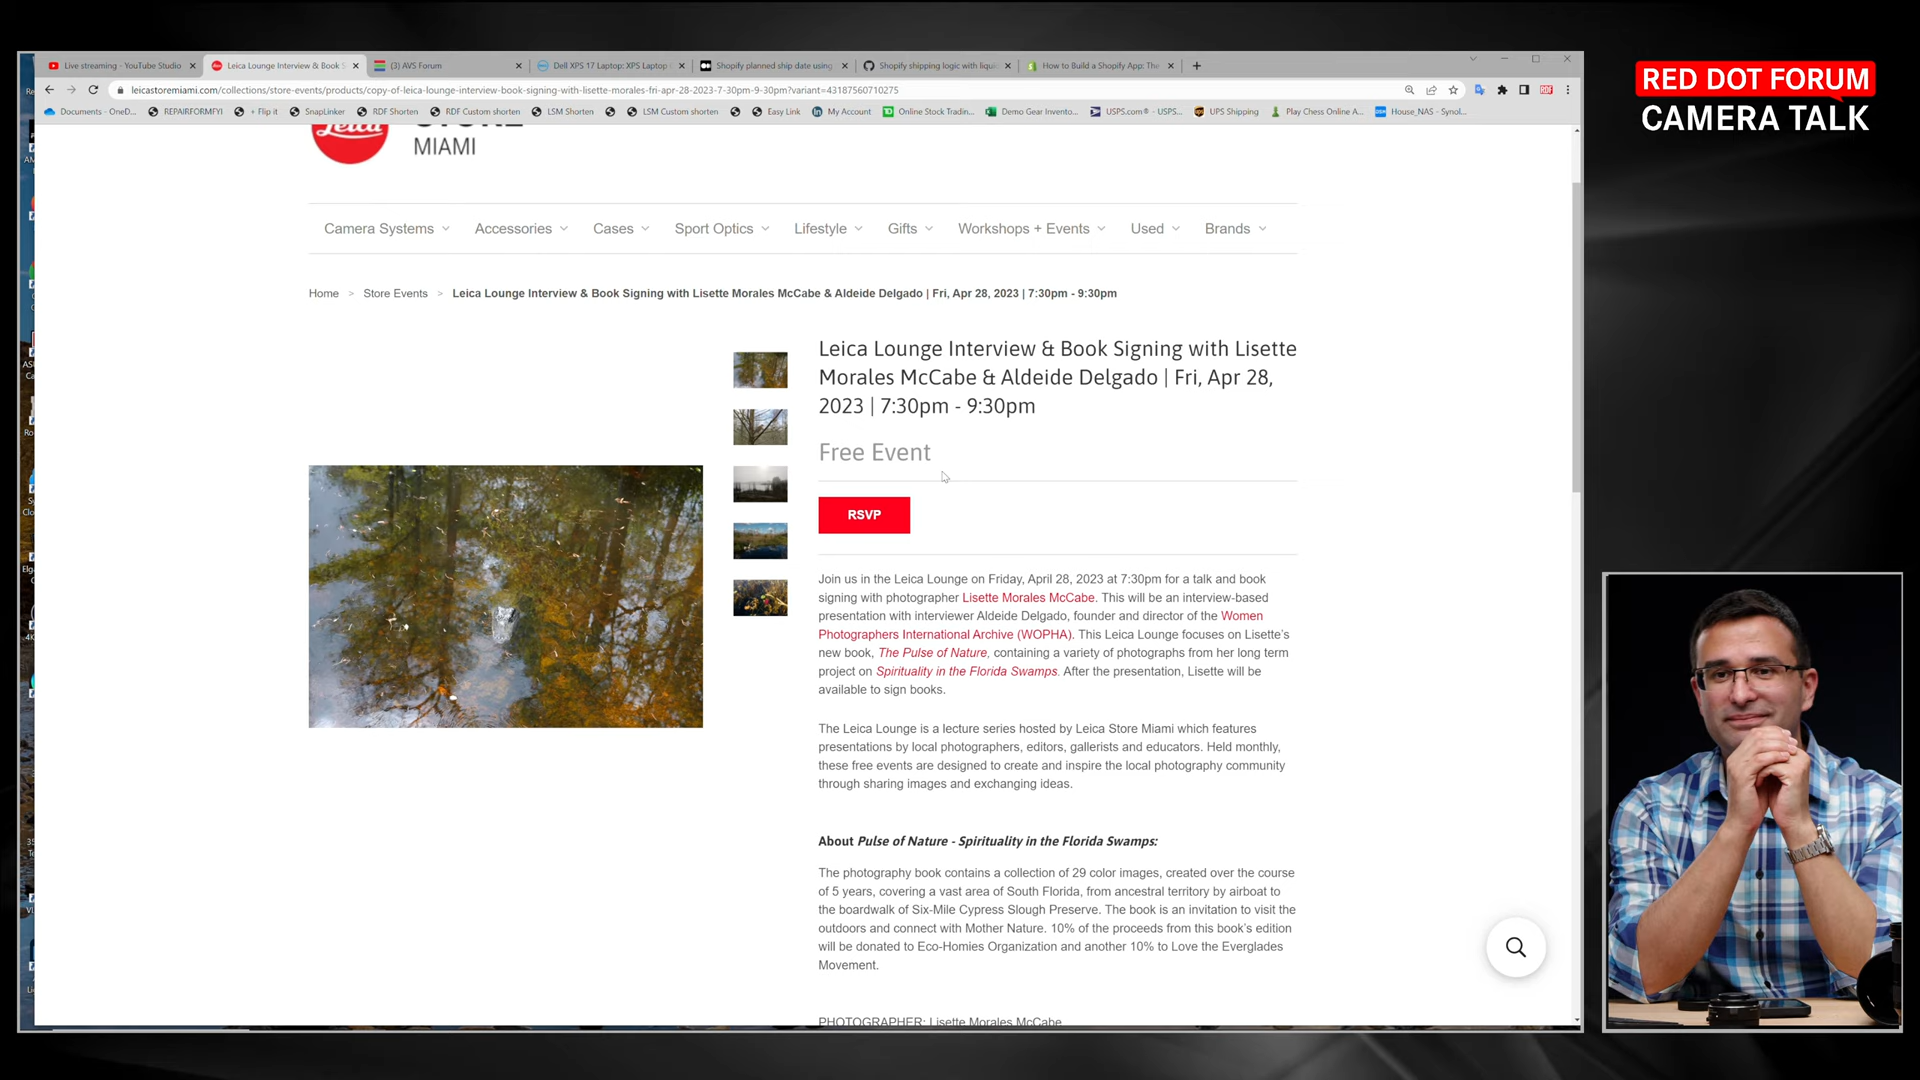 Live streaming - YouTube Studio
Leica Lounge Interview & Book S
(3) AVS Forum
Dell XPS 17 Laptop: XPS Laptop
Shopify planned ship date using
Shopify shipping logic with liqui
How to Build a Shopify App: The
leicastoremiami.com/collections/store-events/products/copy-of-leica-lounge-interview-book-signing-with-lisette-morales-fri-apr-28-2023-7-30pm-9-30pm?variant=43187560710275
Documents - OneD...
REPAIRFORMFYI
+ Flip it
SnapLinker
RDF Shorten
RDF Custom shorten
LSM Shorten
LSM Custom shorten
Easy Link
My Account
Online Stock Tradin...
Demo Gear Invento...
USPS.com® - USPS...
UPS Shipping
Play Chess Online A...
House_NAS - Synol...
RED DOT FORUM
CAMERA TALK
Leica
STORE
MIAMI
Camera Systems
Accessories
Cases
Sport Optics
Lifestyle
Gifts
Workshops + Events
Used
Brands
Home > Store Events > Leica Lounge Interview & Book Signing with Lisette Morales McCabe & Aldeide Delgado | Fri, Apr 28, 2023 | 7:30pm - 9:30pm
Leica Lounge Interview & Book Signing with Lisette
Morales McCabe & Aldeide Delgado | Fri, Apr 28,
2023 | 7:30pm - 9:30pm
Free Event
RSVP
Join us in the Leica Lounge on Friday, April 28, 2023 at 7:30pm for a talk and book
signing with photographer Lisette Morales McCabe. This will be an interview-based
presentation with interviewer Aldeide Delgado, founder and director of the Women
Photographers International Archive (WOPHA). This Leica Lounge focuses on Lisette's
new book, The Pulse of Nature, containing a variety of photographs from her long term
project on Spirituality in the Florida Swamps. After the presentation, Lisette will be
available to sign books.
The Leica Lounge is a lecture series hosted by Leica Store Miami which features
presentations by local photographers, editors, gallerists and educators. Held monthly,
these free events are designed to create and inspire the local photography community
through sharing images and exchanging ideas.
About Pulse of Nature - Spirituality in the Florida Swamps:
The photography book contains a collection of 29 color images, created over the course
of 5 years, covering a vast area of South Florida, from ancestral territory by airboat to
the boardwalk of Six-Mile Cypress Slough Preserve. The book is an invitation to visit the
outdoors and connect with Mother Nature. 10% of the proceeds from this book's edition
will be donated to Eco-Homies Organization and another 10% to Love the Everglades
Movement.
PHOTOGRAPHER: Lisette Morales McCabe